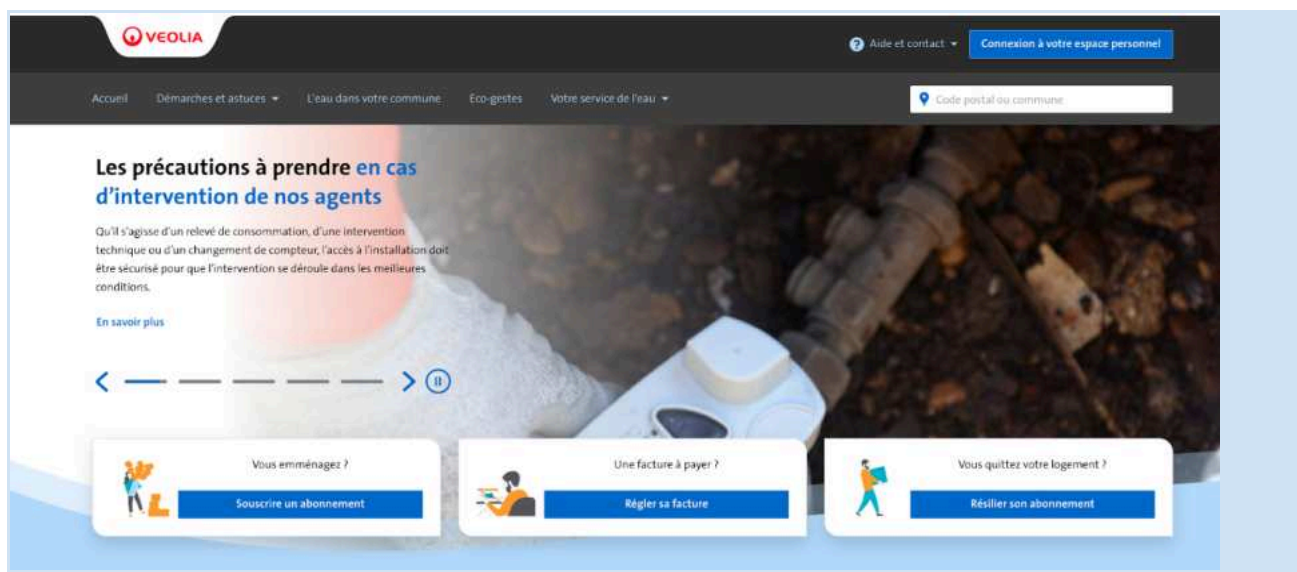 VEOLIA
Aide et contact
Connexion à votre espace personnel
Accueil
Démarches et astuces
L'eau dans votre commune
Eco-gestes
Votre service de l'eau
Code postal ou commune
Les précautions à prendre en cas
d'intervention de nos agents
Qu'il s'agisse d'un relevé de consommation, d'une intervention
technique ou d'un changement de compteur, l'accès à l'installation doit
être sécurisé pour que l'intervention se déroule dans les meilleures
conditions.
En savoir plus
Vous emménagez ?
Souscrire un abonnement
Une facture à payer ?
Régler sa facture
Vous quittez votre logement ?
Résilier son abonnement